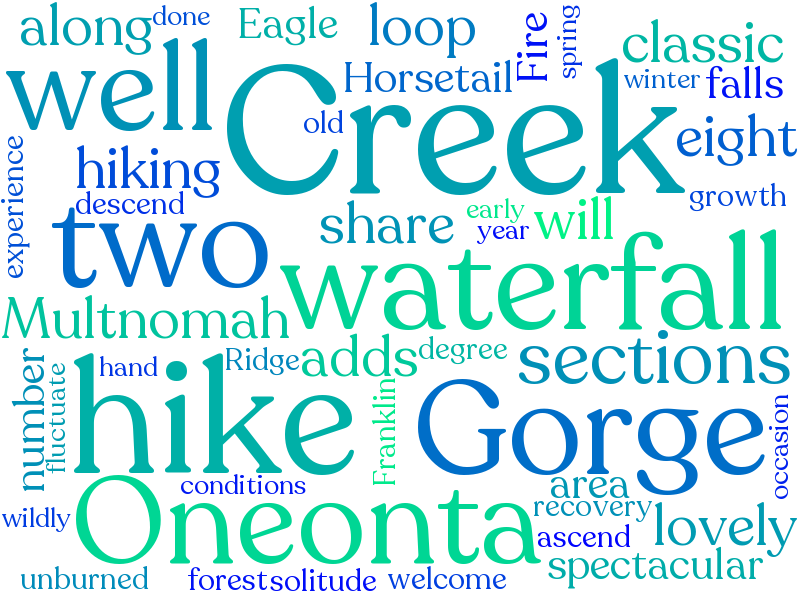 along
done
Eagle
loop
Fire
spring
classic
well
Creek
Horsetail
winter
falls
old
eight
experience
hiking
descend
growth
two
share
early
will
year
waterfall
Multnomah
hand
Ridge
adds
degree
sections
number
fluctuate
hike
Franklin
Gorge
occasion
conditions
Oneonta
area
recovery
wildly
ascend
lovely
spectacular
unburned
forest
solitude
welcome